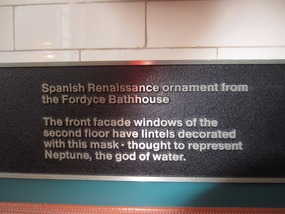 Spanish Renaissance ornament from
the Fordyce Bathhouse
The front facade windows of the
second floor have lintels decorated
with this mask - thought to represent
Neptune, the god of water.